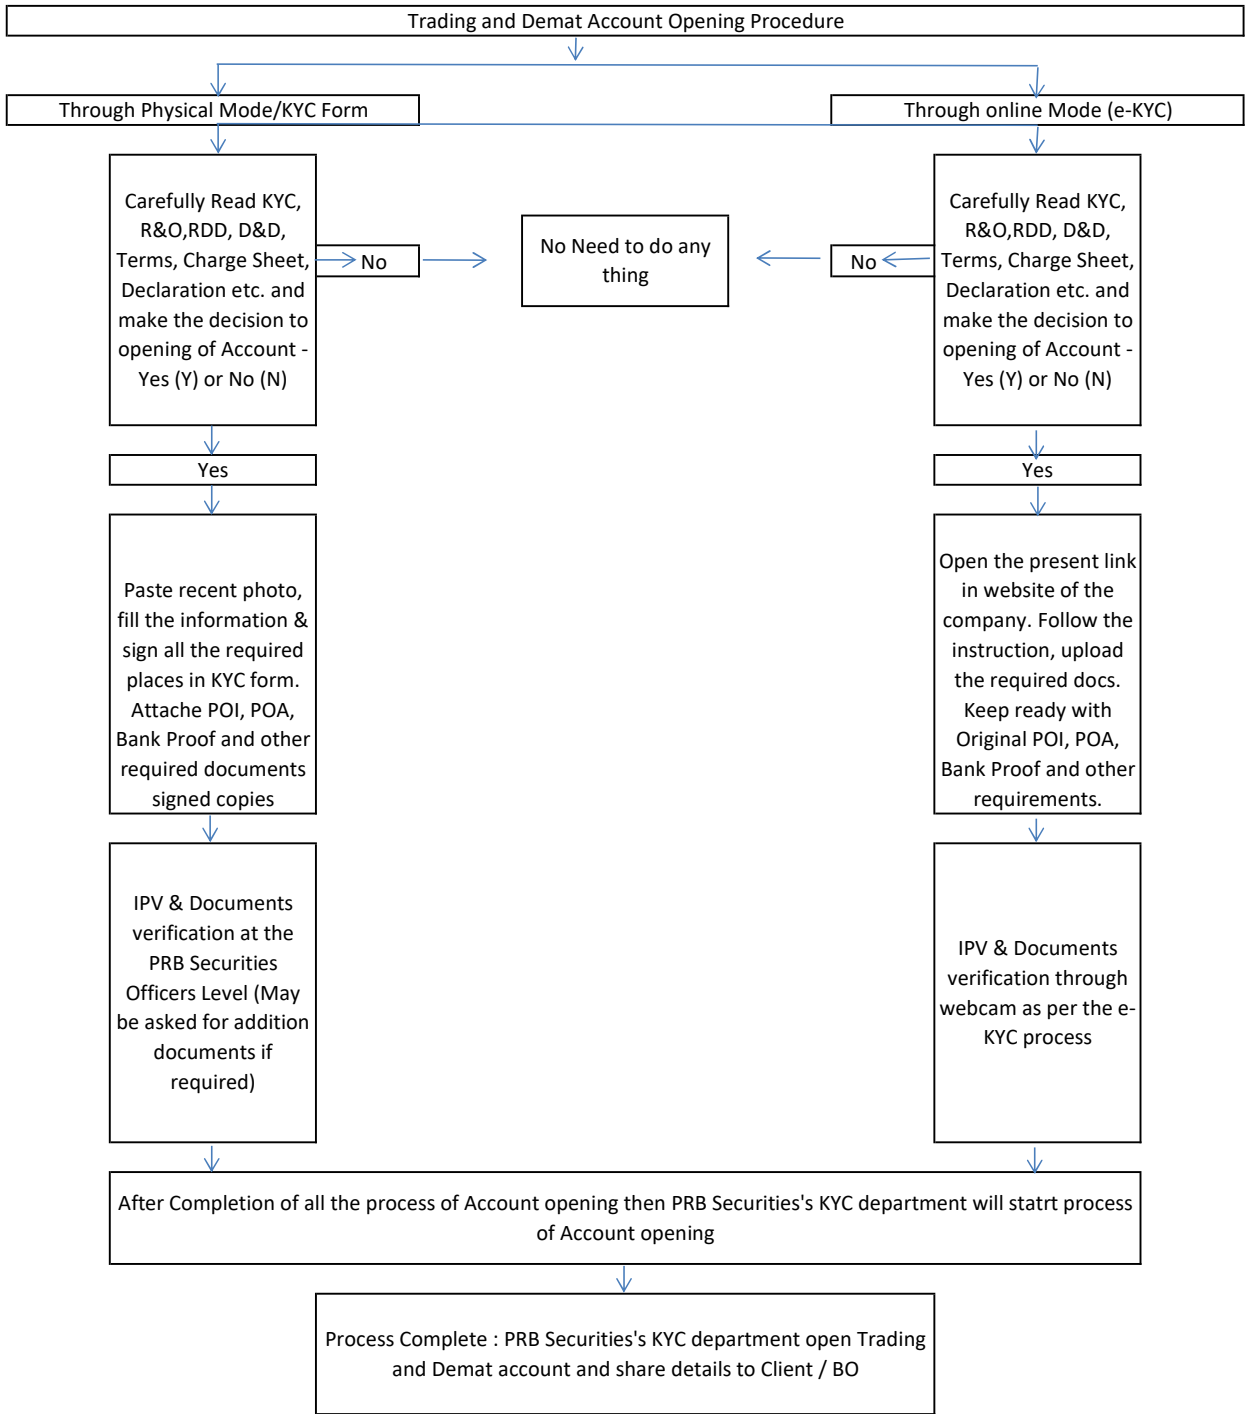 Trading and Demat Account Opening Procedure
Through Physical Mode/KYC Form
Through online Mode (e-KYC)
Carefully Read KYC,
R&O,RDD, D&D,
Terms, Charge Sheet,
Declaration etc. and
make the decision to
opening of Account -
Yes (Y) or No (N)
No
No Need to do any
thing
No
Carefully Read KYC,
R&O,RDD, D&D,
Terms, Charge Sheet,
Declaration etc. and
make the decision to
opening of Account -
Yes (Y) or No (N)
Yes
Yes
Paste recent photo,
fill the information &
sign all the required
places in KYC form.
Attache POI, POA,
Bank Proof and other
required documents
signed copies
Open the present link
in website of the
company. Follow the
instruction, upload
the required docs.
Keep ready with
Original POI, POA,
Bank Proof and other
requirements.
IPV & Documents
verification at the
PRB Securities
Officers Level (May
be asked for addition
documents if
required)
IPV & Documents
verification through
webcam as per the e-
KYC process
After Completion of all the process of Account opening then PRB Securities's KYC department will statrt process
of Account opening
Process Complete : PRB Securities's KYC department open Trading
and Demat account and share details to Client / BO